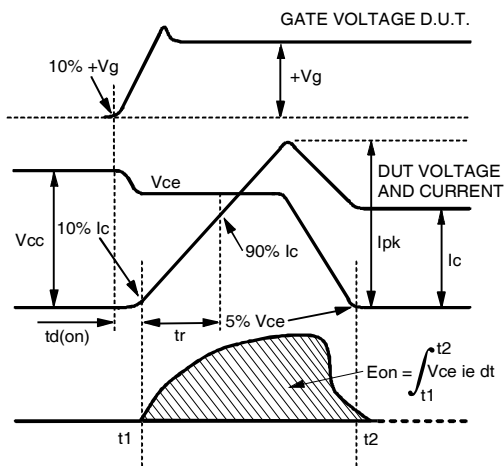 GATE VOLTAGE D.U.T.
10% +Vg
+Vg
Vce
DUT VOLTAGE
AND CURRENT
Vcc
10% Ic
90% Ic
Ipk
Ic
td(on)
tr
5% Vce
Eon = ∫ Vce ie dt
t2
t1
t1
t2